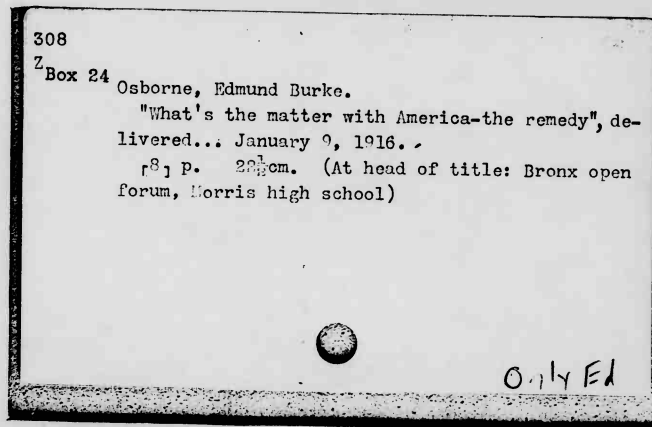 308
Z
Box 24
Osborne, Edmund Burke.
"What's the matter with America-the remedy", de-
livered... January 9, 1916.
[8] p. 22½cm. (At head of title: Bronx open
forum, Morris high school)
Only Ed